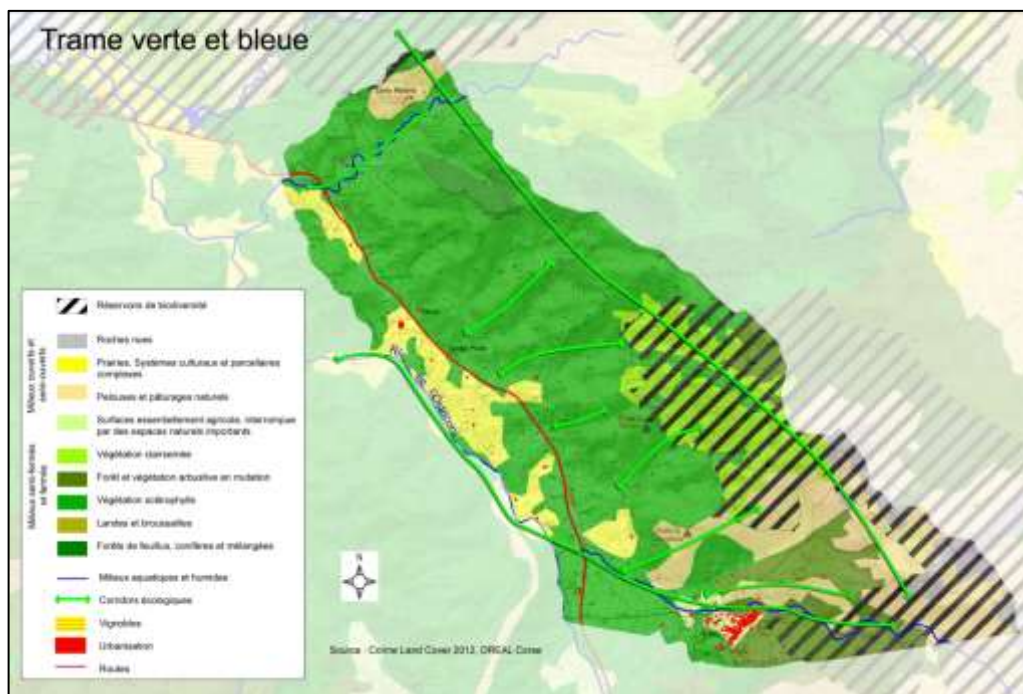 Trame verte et bleue
Réservoirs de biodiversité
Milieux ouverts et
semi-ouverts
Roches nues
Prairies, Systèmes culturaux et parcellaires
complexes
Pelouses et pâturages naturels
Surfaces essentiellement agricole, interrompue
par des espaces naturels importants
Milieux semi-fermés
et fermés
Végétation clairsemée
Forêt et végétation arbustive en mutation
Végétation sclérophylle
Landes et broussailles
Forêts de feuillus, conifères et mélangées
Milieux aquatiques et humides
Corridors écologiques
Vignobles
Urbanisation
Routes
N
Source : Corine Land Cover 2012, DREAL Corse